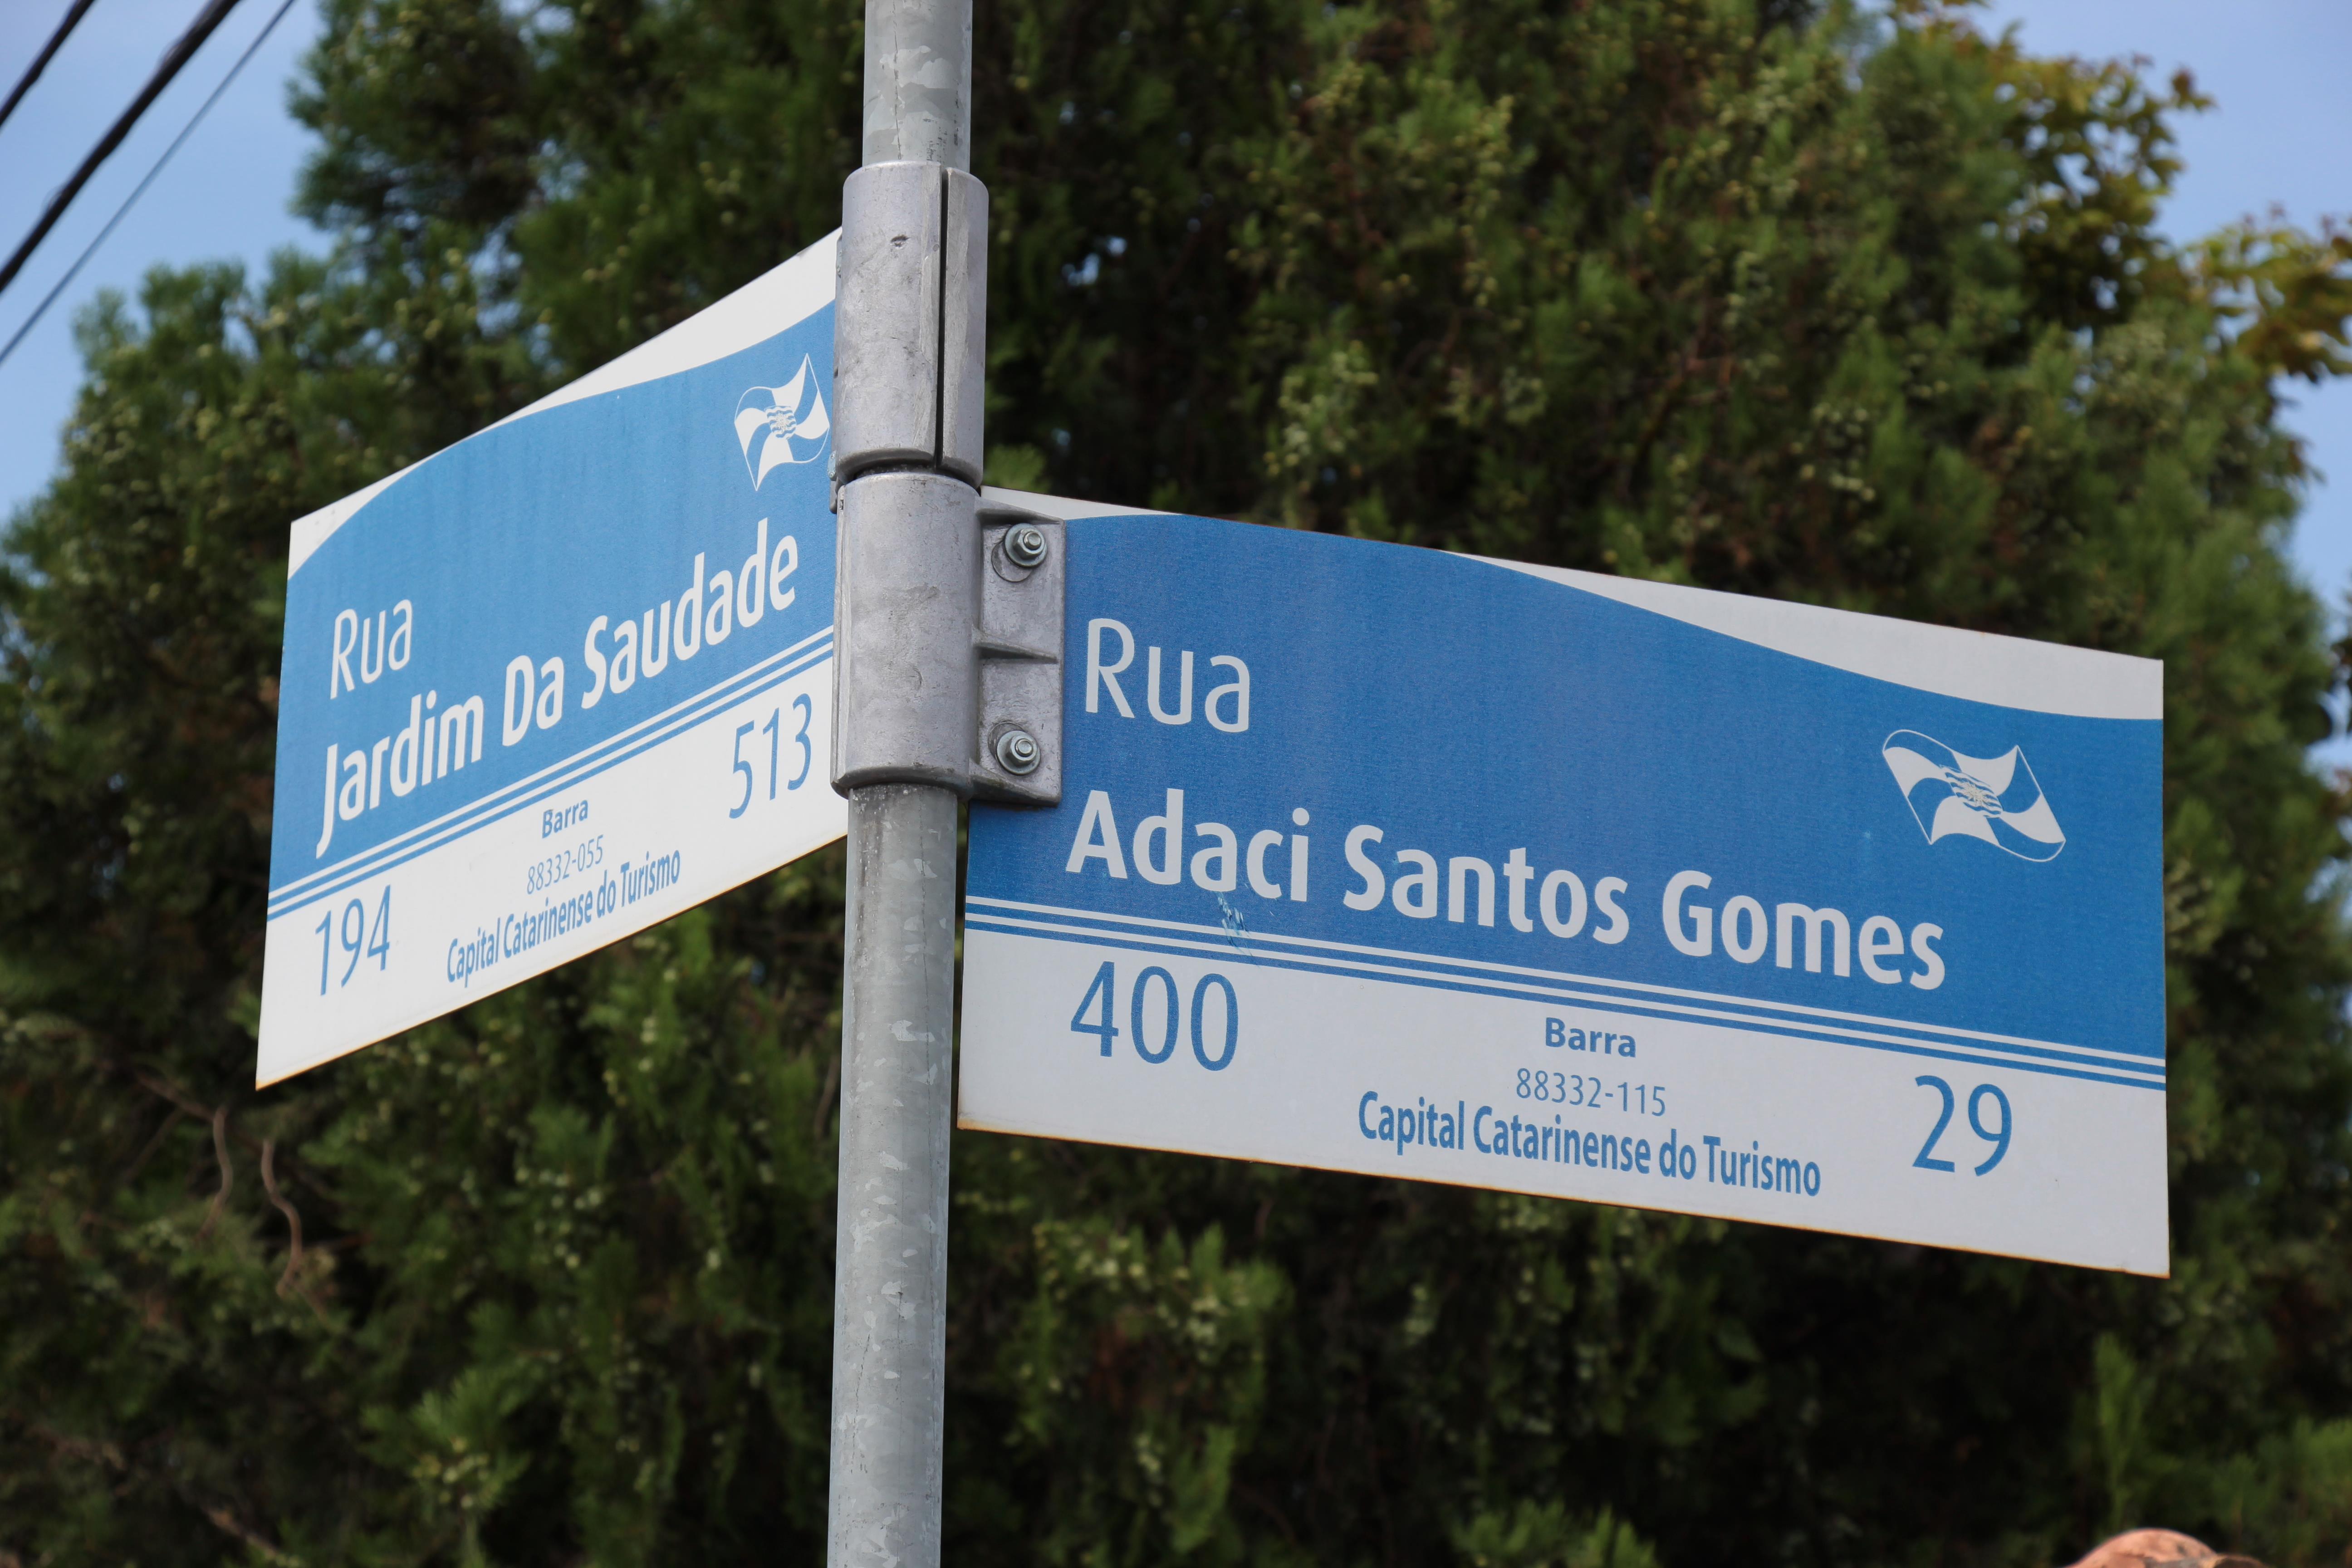 Rua
Jardim Da Saudade
194
Barra
513
88332-055
Capital Catarinense do Turismo
Rua
Adaci Santos Gomes
400
Barra
29
88332-115
Capital Catarinense do Turismo